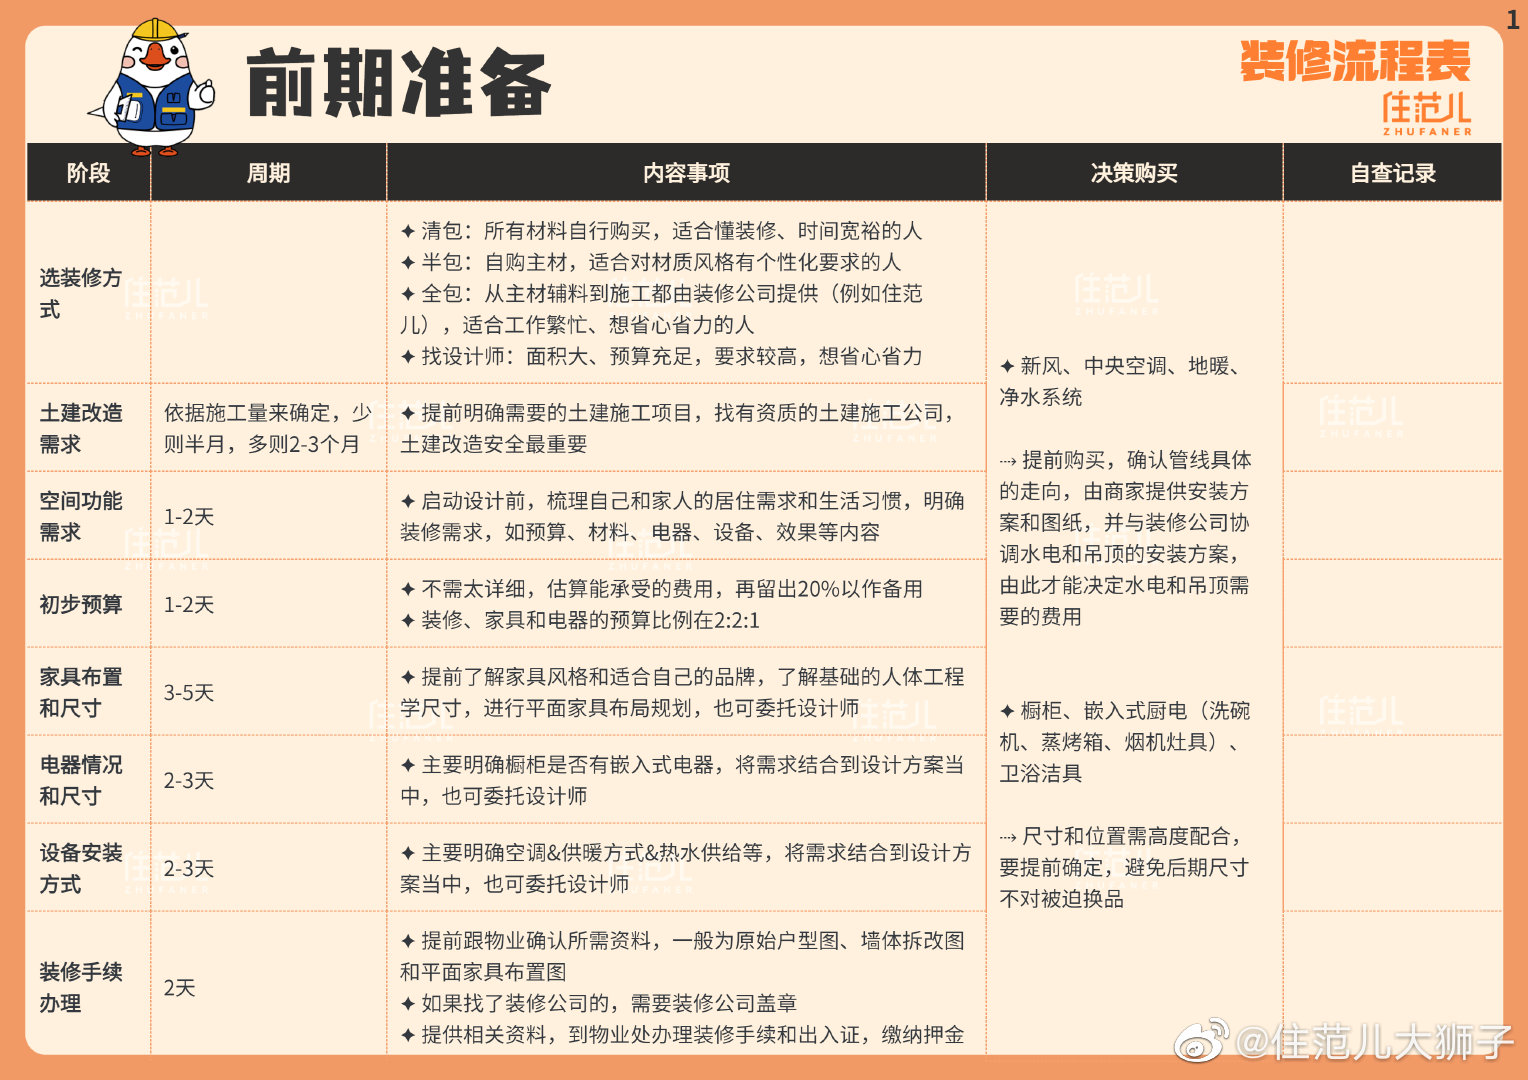 1
前期准备
装修流程表
住范儿
ZHUFANER
阶段
周期
内容事项
决策购买
自查记录
选装修方
式
✦ 清包：所有材料自行购买，适合懂装修、时间宽裕的人
✦ 半包：自购主材，适合对材质风格有个性化要求的人
✦ 全包：从主材辅料到施工都由装修公司提供（例如住范
儿），适合工作繁忙、想省心省力的人
✦ 找设计师：面积大、预算充足，要求较高，想省心省力
土建改造
需求
依据施工量来确定，少
则半月，多则2-3个月
✦ 提前明确需要的土建施工项目，找有资质的土建施工公司，
土建改造安全最重要
空间功能
需求
1-2天
✦ 启动设计前，梳理自己和家人的居住需求和生活习惯，明确
装修需求，如预算、材料、电器、设备、效果等内容
初步预算
1-2天
✦ 不需太详细，估算能承受的费用，再留出20%以作备用
✦ 装修、家具和电器的预算比例在2:2:1
家具布置
和尺寸
3-5天
✦ 提前了解家具风格和适合自己的品牌，了解基础的人体工程
学尺寸，进行平面家具布局规划，也可委托设计师
电器情况
和尺寸
2-3天
✦ 主要明确橱柜是否有嵌入式电器，将需求结合到设计方案当
中，也可委托设计师
设备安装
方式
2-3天
✦ 主要明确空调&供暖方式&热水供给等，将需求结合到设计方
案当中，也可委托设计师
装修手续
办理
2天
✦ 提前跟物业确认所需资料，一般为原始户型图、墙体拆改图
和平面家具布置图
✦ 如果找了装修公司的，需要装修公司盖章
✦ 提供相关资料，到物业处办理装修手续和出入证，缴纳押金
✦ 新风、中央空调、地暖、
净水系统
⇢ 提前购买，确认管线具体
的走向，由商家提供安装方
案和图纸，并与装修公司协
调水电和吊顶的安装方案，
由此才能决定水电和吊顶需
要的费用
✦ 橱柜、嵌入式厨电（洗碗
机、蒸烤箱、烟机灶具）、
卫浴洁具
⇢ 尺寸和位置需高度配合，
要提前确定，避免后期尺寸
不对被迫换品
@住范儿大狮子